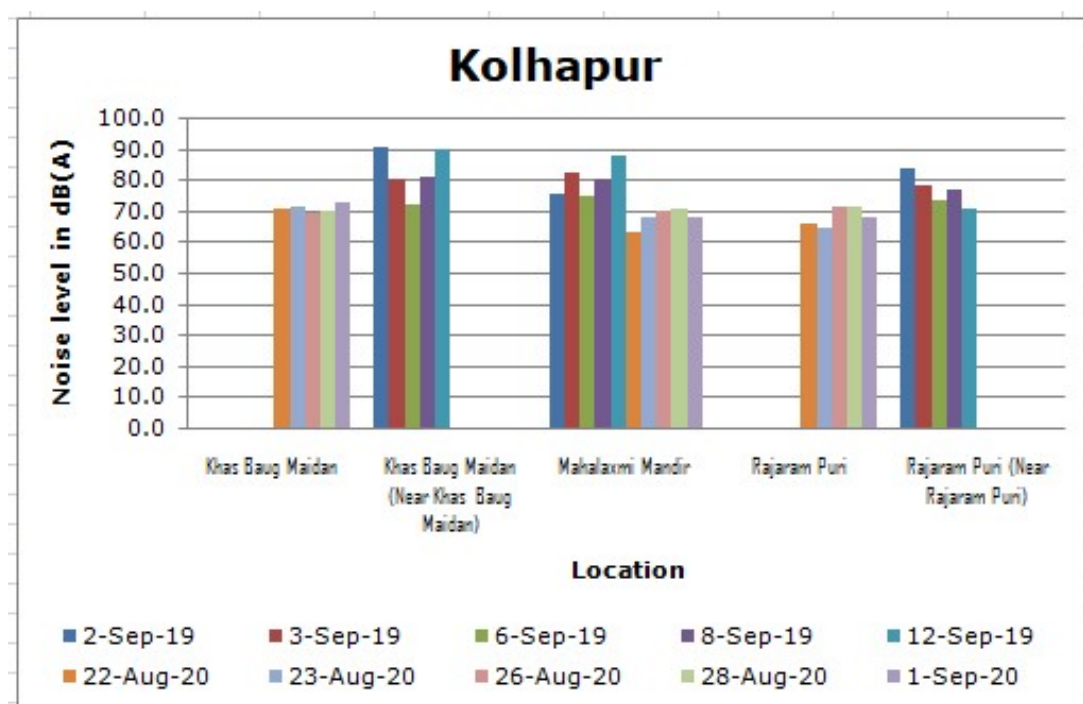 Kolhapur
Noise level in dB(A)
100.0
90.0
80.0
70.0
60.0
50.0
40.0
30.0
20.0
10.0
0.0
Khas Baug Maidan
Khas Baug Maidan
(Near Khas Baug
Maidan)
Mahalaxmi Mandir
Rajaram Puri
Rajaram Puri (Near
Rajaram Puri)
Location
2-Sep-19 3-Sep-19 6-Sep-19 8-Sep-19 12-Sep-19
22-Aug-20 23-Aug-20 26-Aug-20 28-Aug-20 1-Sep-20